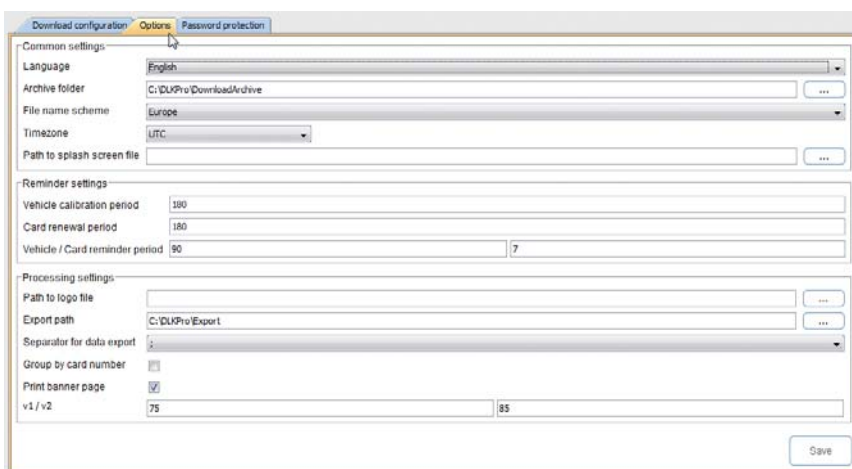 Download configuration Options Password protection
Common settings
Language English
Archive folder C:\DLKPro\DownloadArchive ...
File name scheme Europe
Timezone UTC
Path to splash screen file ...
Reminder settings
Vehicle calibration period 180
Card renewal period 180
Vehicle / Card reminder period 90 7
Processing settings
Path to logo file ...
Export path C:\DLKPro\Export ...
Separator for data export ;
Group by card number
Print banner page
v1 / v2 75 85
Save